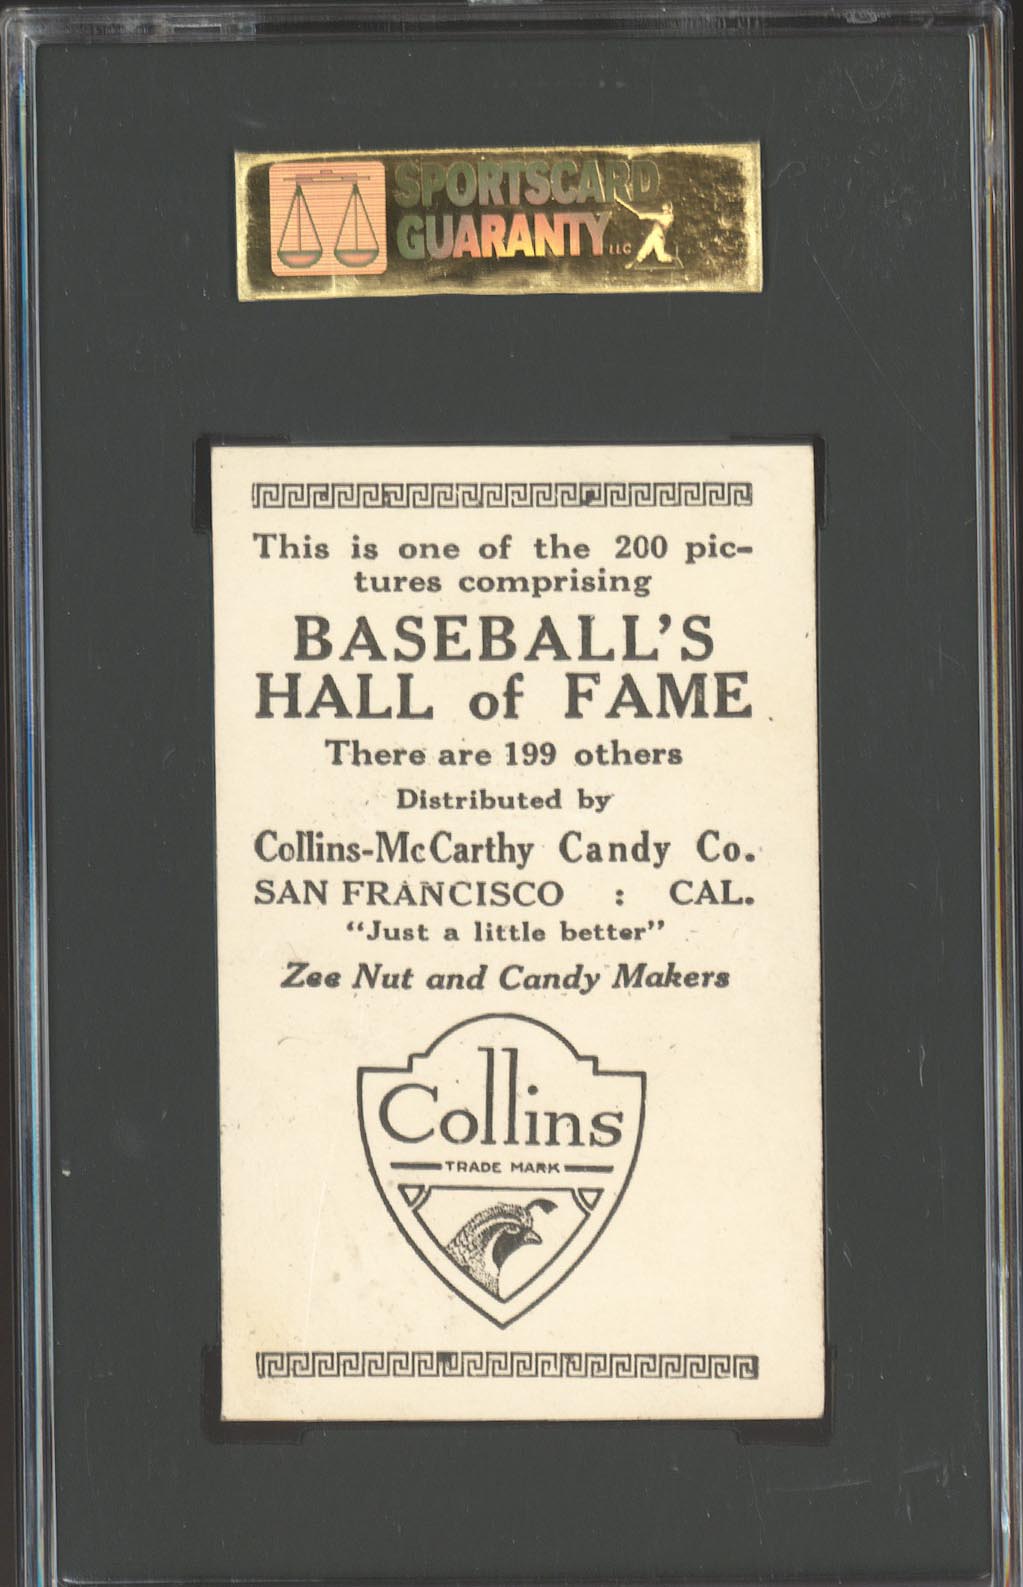 SPORTSCARD
GUARANTY LLC
This is one of the 200 pic-
tures comprising
BASEBALL'S
HALL of FAME
There are 199 others
Distributed by
Collins-McCarthy Candy Co.
SAN FRANCISCO : CAL.
"Just a little better"
Zee Nut and Candy Makers
Collins
TRADE MARK